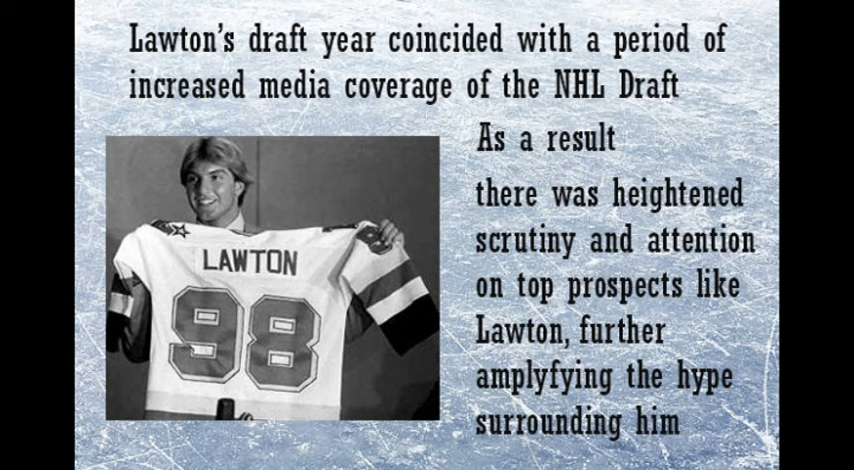 Lawton's draft year coincided with a period of
increased media coverage of the NHL Draft
As a result
there was heightened
scrutiny and attention
on top prospects like
Lawton, further
amplyfying the hype
surrounding him
LAWTON
98